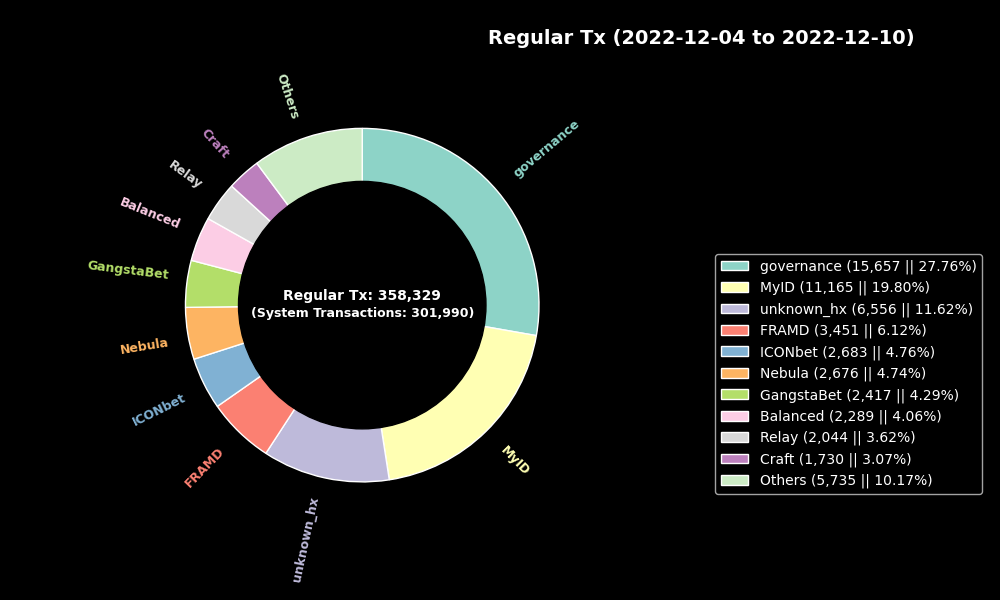 Regular Tx (2022-12-04 to 2022-12-10)
Others
governance
Craft
Relay
Balanced
GangstaBet
Nebula
ICONbet
FRAMD
unknown_hx
MyID
Regular Tx: 358,329
(System Transactions: 301,990)
governance (15,657 || 27.76%)
MyID (11,165 || 19.80%)
unknown_hx (6,556 || 11.62%)
FRAMD (3,451 || 6.12%)
ICONbet (2,683 || 4.76%)
Nebula (2,676 || 4.74%)
GangstaBet (2,417 || 4.29%)
Balanced (2,289 || 4.06%)
Relay (2,044 || 3.62%)
Craft (1,730 || 3.07%)
Others (5,735 || 10.17%)